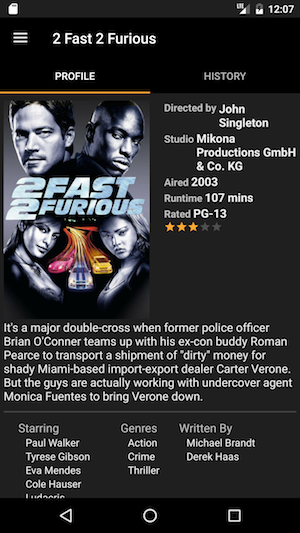 12:07
2 Fast 2 Furious
PROFILE
HISTORY
2 FAST
2 FURIOUS
Directed by John
Singleton
Studio Mikona
Productions GmbH
& Co. KG
Aired 2003
Runtime 107 mins
Rated PG-13
It's a major double-cross when former police officer
Brian O'Conner teams up with his ex-con buddy Roman
Pearce to transport a shipment of "dirty" money for
shady Miami-based import-export dealer Carter Verone.
But the guys are actually working with undercover agent
Monica Fuentes to bring Verone down.
Starring
Paul Walker
Tyrese Gibson
Eva Mendes
Cole Hauser
Ludacris
Genres
Action
Crime
Thriller
Written By
Michael Brandt
Derek Haas